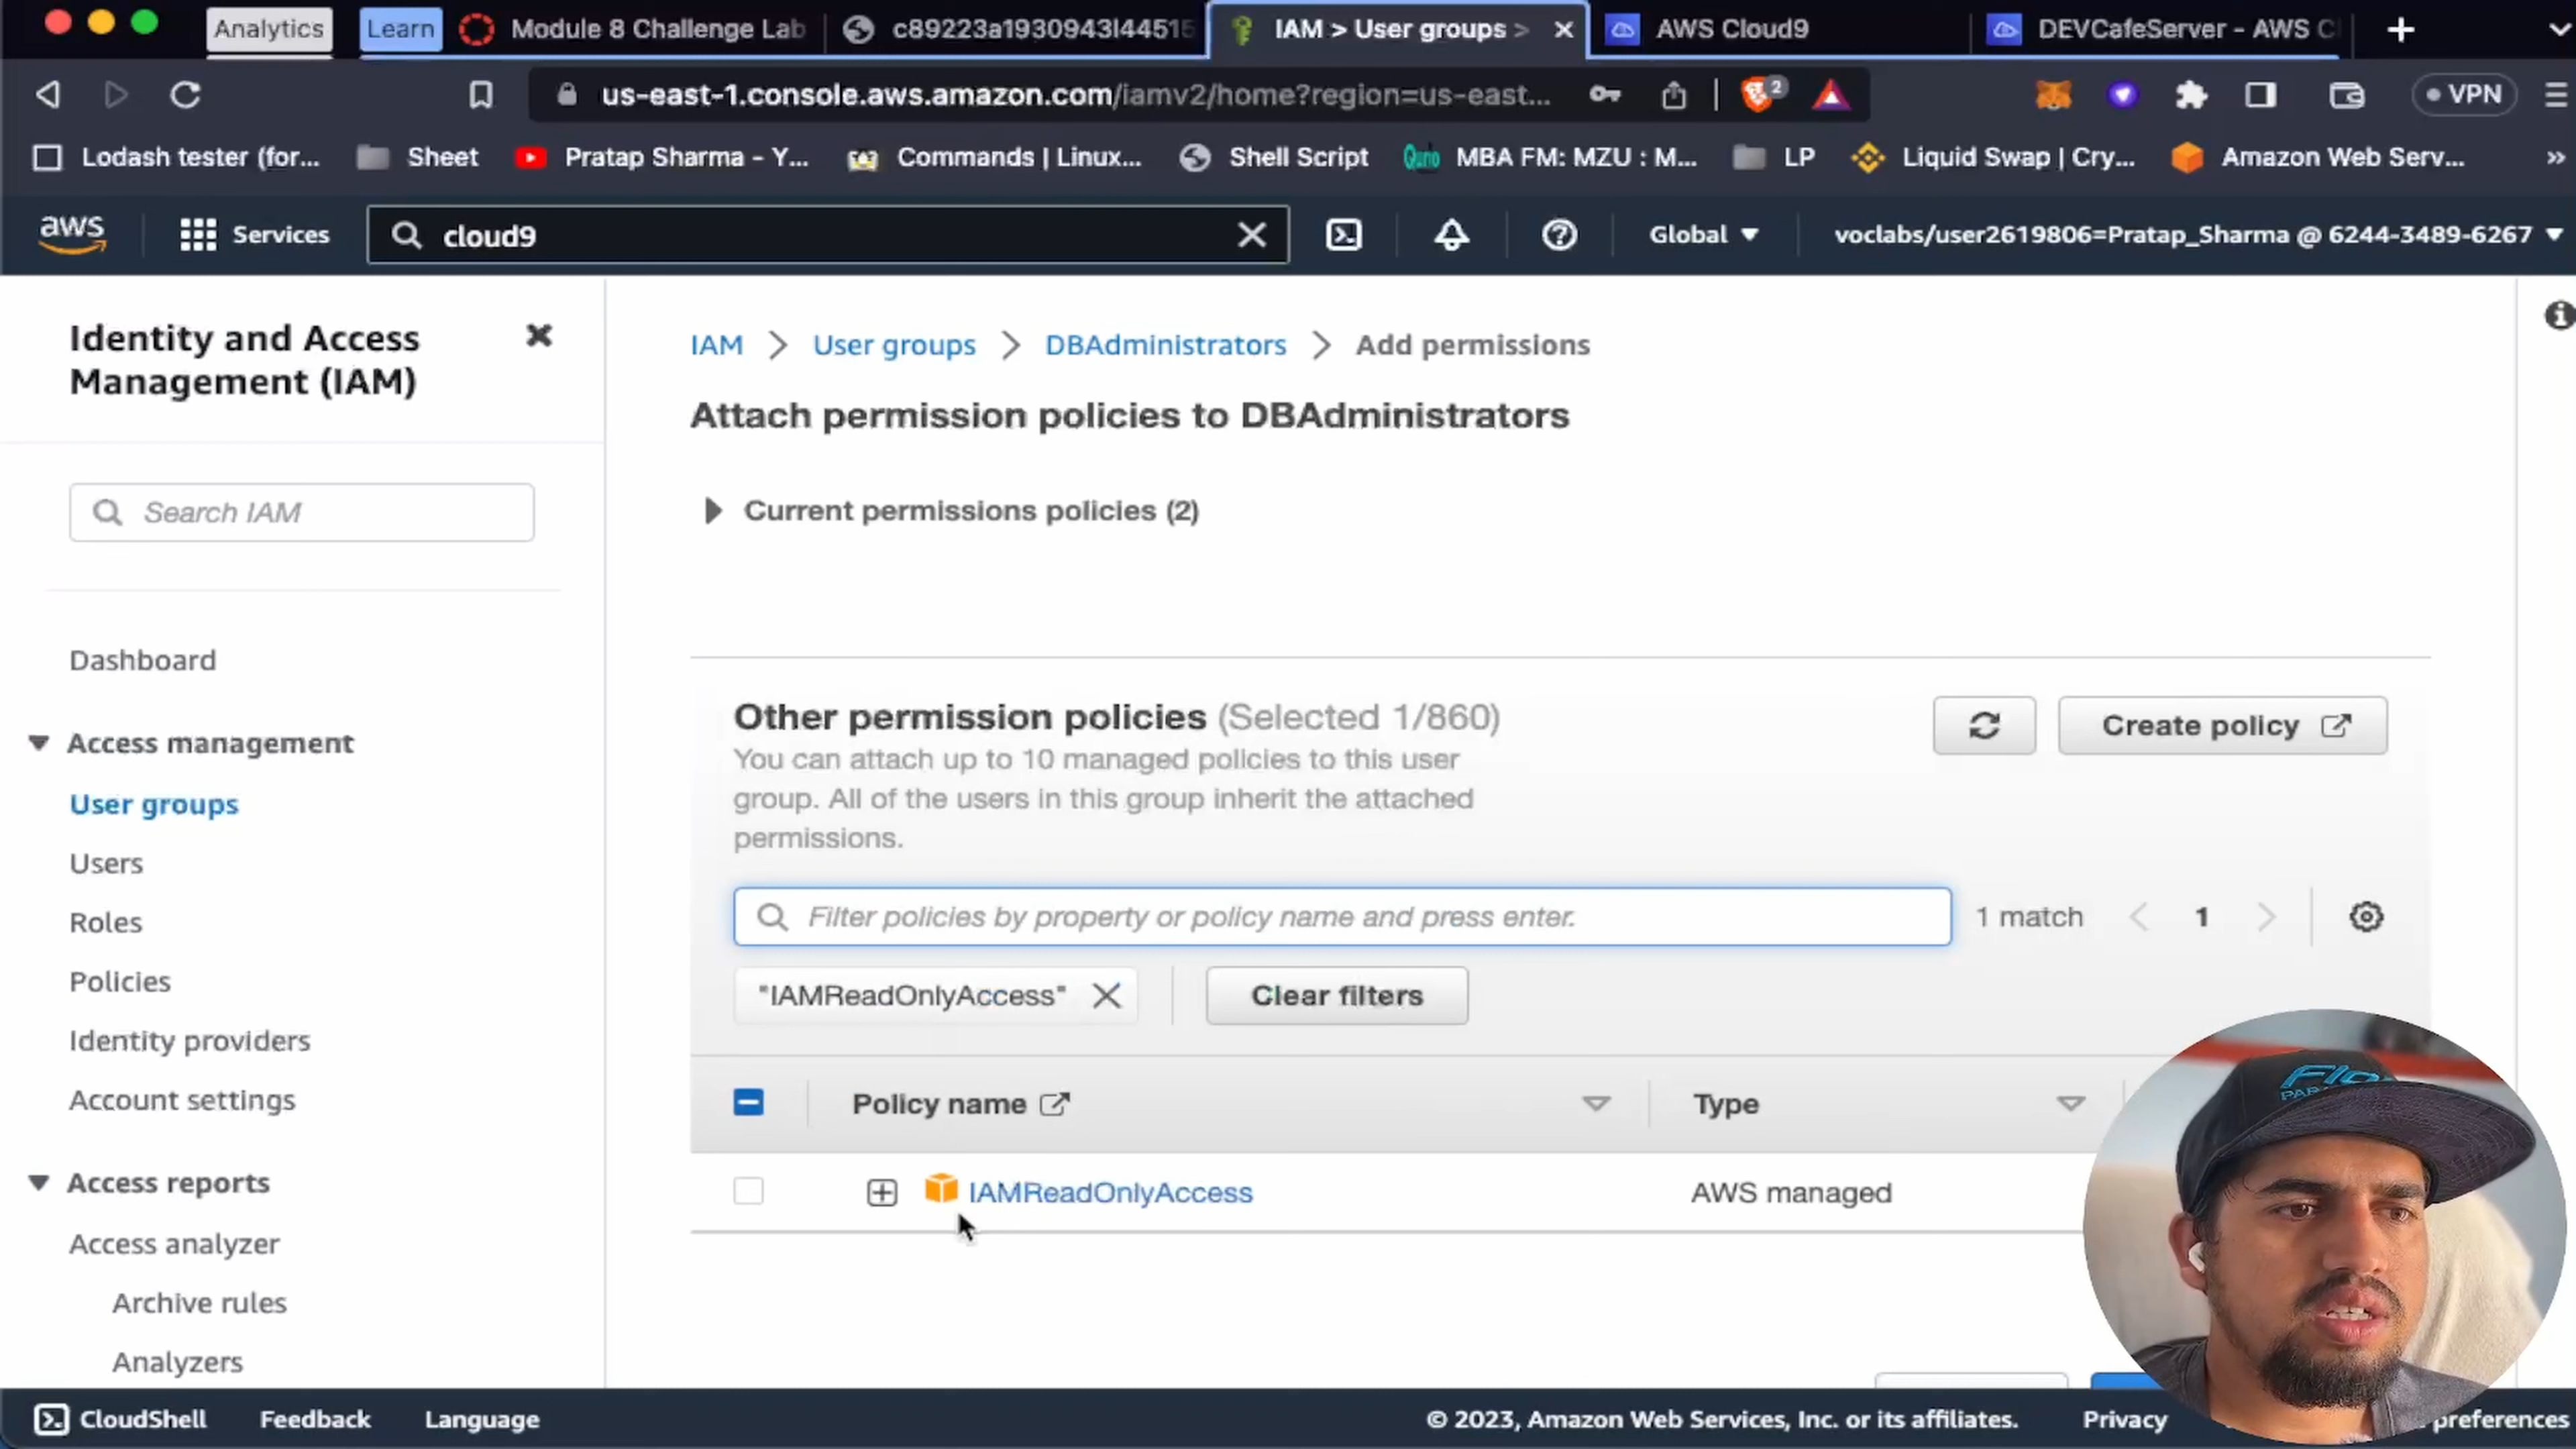 Analytics
Learn
Module 8 Challenge Lab
c89223a1930943l44515
IAM > User groups >
AWS Cloud9
DEVCafeServer - AWS C
us-east-1.console.aws.amazon.com/iamv2/home?region=us-east...
2
VPN
Lodash tester (for...
Sheet
Pratap Sharma - Y...
Commands | Linux...
Shell Script
MBA FM: MZU : M...
LP
Liquid Swap | Cry...
Amazon Web Serv...
aws
Services
cloud9
Global
voclabs/user2619806=Pratap_Sharma @ 6244-3489-6267
Identity and Access
Management (IAM)
Search IAM
Dashboard
Access management
User groups
Users
Roles
Policies
Identity providers
Account settings
Access reports
Access analyzer
Archive rules
Analyzers
IAM > User groups > DBAdministrators > Add permissions
Attach permission policies to DBAdministrators
Current permissions policies (2)
Other permission policies (Selected 1/860)
You can attach up to 10 managed policies to this user
group. All of the users in this group inherit the attached
permissions.
Create policy
Filter policies by property or policy name and press enter.
1 match
1
"IAMReadOnlyAccess"
Clear filters
Policy name
Type
IAMReadOnlyAccess
AWS managed
CloudShell
Feedback
Language
© 2023, Amazon Web Services, Inc. or its affiliates.
Privacy
preferences